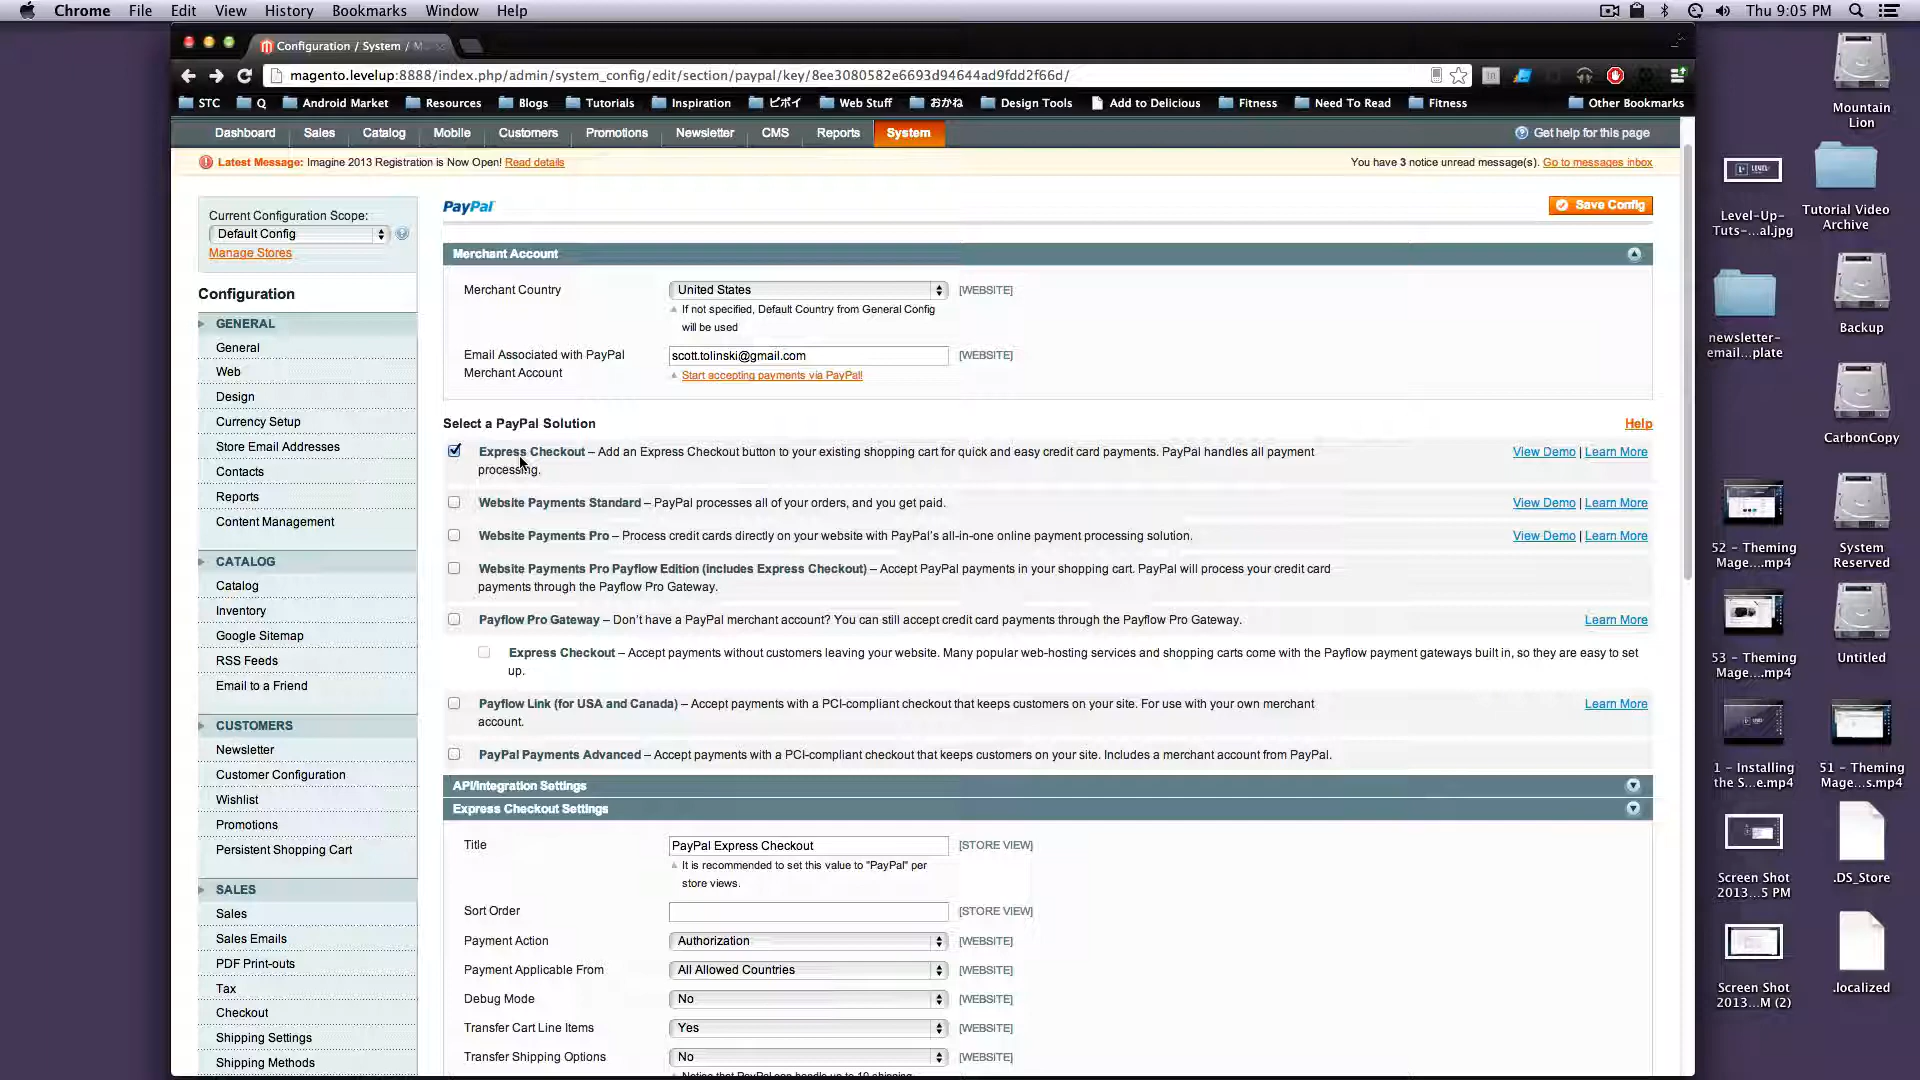 Chrome File Edit View History Bookmarks Window Help Thu 9:05 PM
Configuration / System / M
magento.levelup:8888/index.php/admin/system_config/edit/section/paypal/key/8ee3080582e6693d94644ad9fdd2f66d/
STC Q Android Market Resources Blogs Tutorials Inspiration ビボイ Web Stuff おかね Design Tools Add to Delicious Fitness Need To Read Fitness Other Bookmarks
Dashboard Sales Catalog Mobile Customers Promotions Newsletter CMS Reports System Get help for this page
Latest Message: Imagine 2013 Registration is Now Open! Read details You have 3 notice unread message(s). Go to messages inbox
Current Configuration Scope:
Default Config
Manage Stores
Configuration
GENERAL
General
Web
Design
Currency Setup
Store Email Addresses
Contacts
Reports
Content Management
CATALOG
Catalog
Inventory
Google Sitemap
RSS Feeds
Email to a Friend
CUSTOMERS
Newsletter
Customer Configuration
Wishlist
Promotions
Persistent Shopping Cart
SALES
Sales
Sales Emails
PDF Print-outs
Tax
Checkout
Shipping Settings
Shipping Methods
PayPal Save Config
Merchant Account
Merchant Country United States [WEBSITE]
If not specified, Default Country from General Config
will be used
Email Associated with PayPal
Merchant Account scott.tolinski@gmail.com [WEBSITE]
Start accepting payments via PayPal!
Select a PayPal Solution Help
Express Checkout – Add an Express Checkout button to your existing shopping cart for quick and easy credit card payments. PayPal handles all payment View Demo | Learn More
processing.
Website Payments Standard – PayPal processes all of your orders, and you get paid. View Demo | Learn More
Website Payments Pro – Process credit cards directly on your website with PayPal's all-in-one online payment processing solution. View Demo | Learn More
Website Payments Pro Payflow Edition (includes Express Checkout) – Accept PayPal payments in your shopping cart. PayPal will process your credit card
payments through the Payflow Pro Gateway.
Payflow Pro Gateway – Don't have a PayPal merchant account? You can still accept credit card payments through the Payflow Pro Gateway. Learn More
Express Checkout – Accept payments without customers leaving your website. Many popular web-hosting services and shopping carts come with the Payflow payment gateways built in, so they are easy to set
up.
Payflow Link (for USA and Canada) – Accept payments with a PCI-compliant checkout that keeps customers on your site. For use with your own merchant Learn More
account.
PayPal Payments Advanced – Accept payments with a PCI-compliant checkout that keeps customers on your site. Includes a merchant account from PayPal.
API/Integration Settings
Express Checkout Settings
Title PayPal Express Checkout [STORE VIEW]
It is recommended to set this value to "PayPal" per
store views.
Sort Order [STORE VIEW]
Payment Action Authorization [WEBSITE]
Payment Applicable From All Allowed Countries [WEBSITE]
Debug Mode No [WEBSITE]
Transfer Cart Line Items Yes [WEBSITE]
Transfer Shipping Options No [WEBSITE]
Mountain
Lion
Level-Up-
Tuts-...al.jpg
Tutorial Video
Archive
newsletter-
email...plate
Backup
CarbonCopy
52 - Theming
Mage....mp4
System
Reserved
53 - Theming
Mage....mp4
Untitled
1 - Installing
the S...e.mp4
51 - Theming
Mage...s.mp4
Screen Shot
2013...5 PM
.DS_Store
Screen Shot
2013...M (2)
.localized